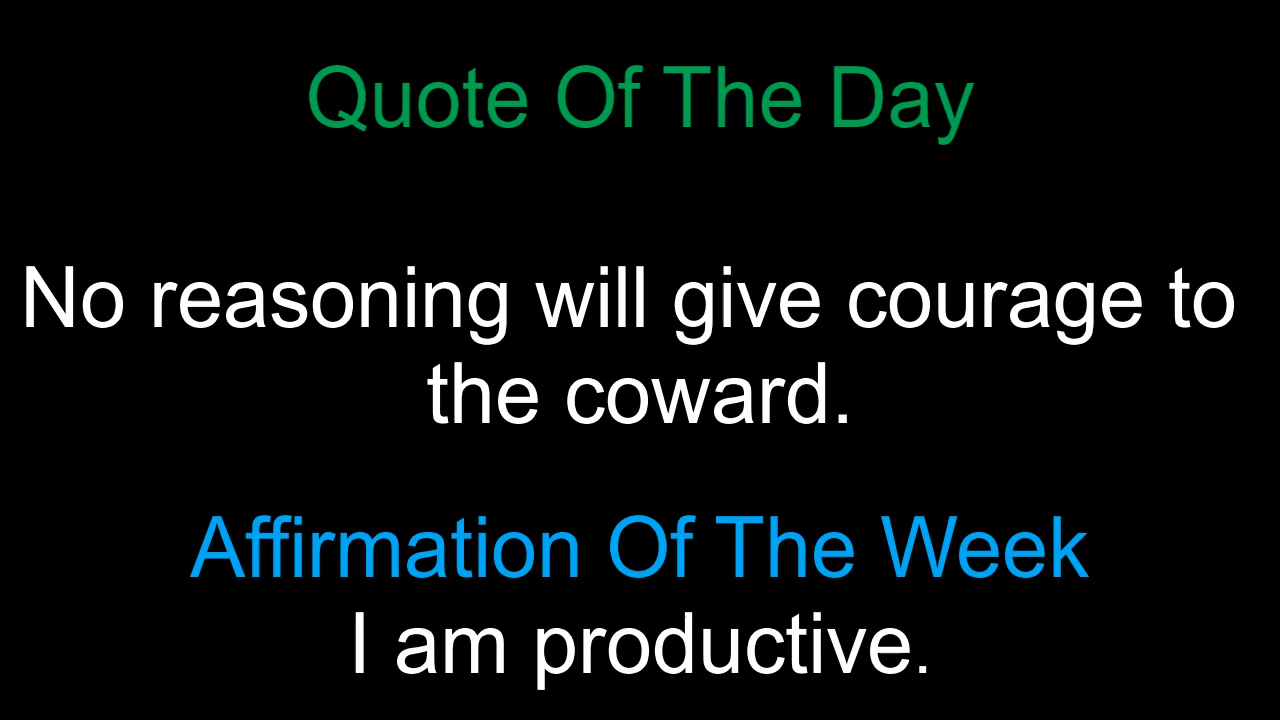 Quote Of The Day
No reasoning will give courage to
the coward.
Affirmation Of The Week
I am productive.